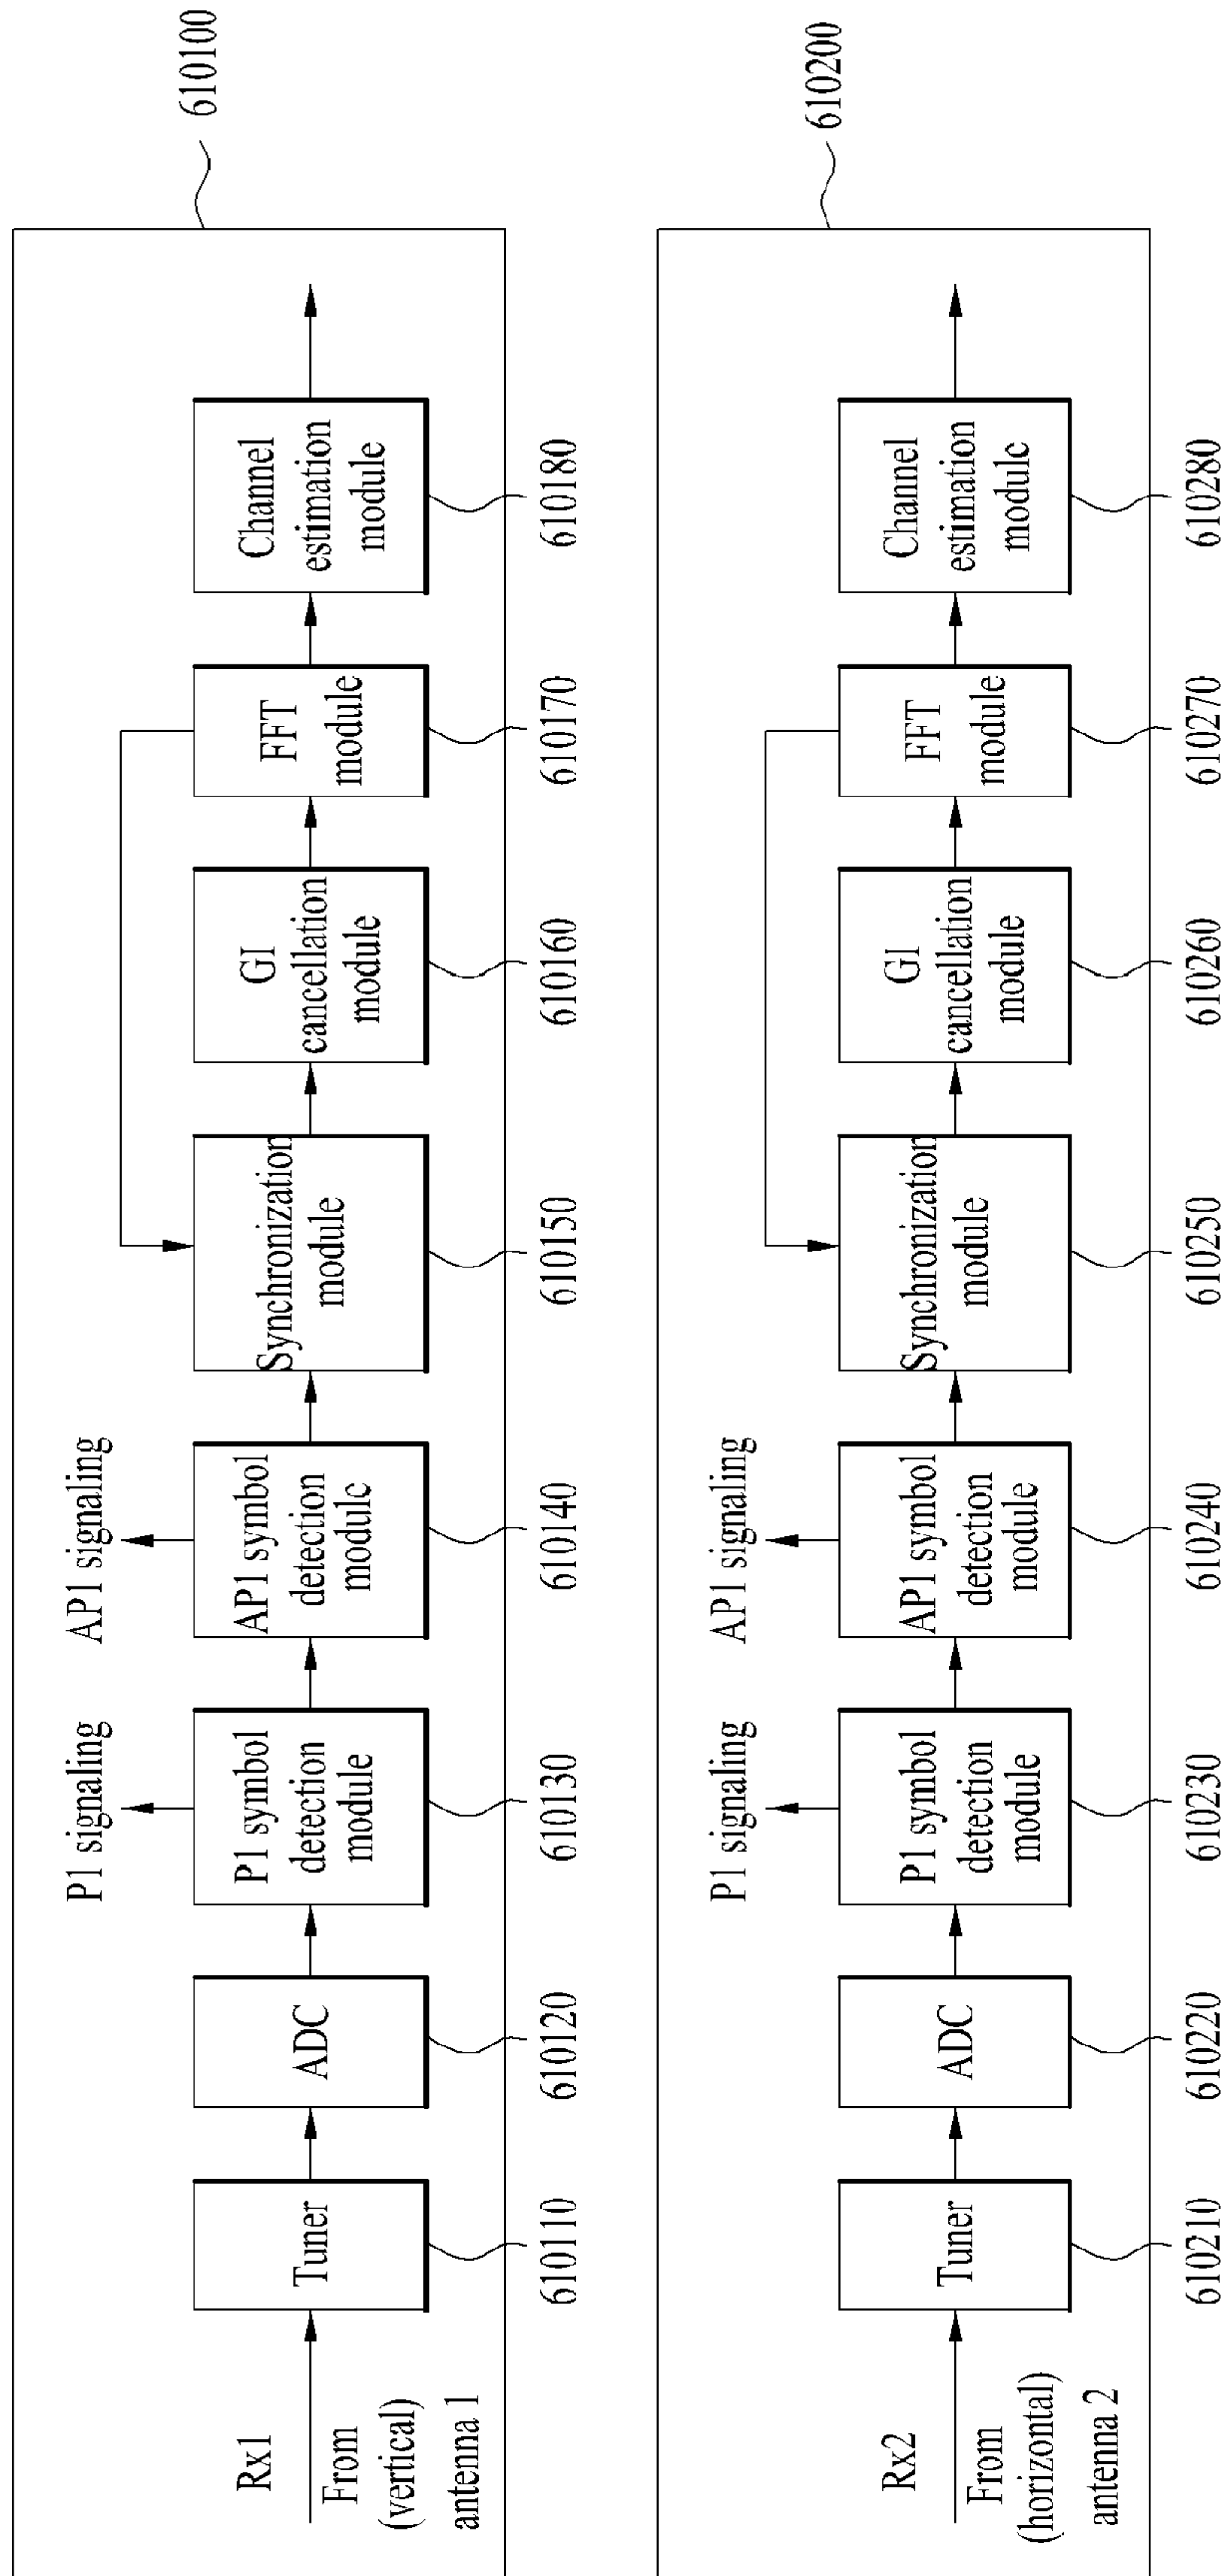 610100
P1 signaling
AP1 signaling
Rx1
From
(vertical)
antenna 1
Tuner
ADC
P1 symbol
detection
module
AP1 symbol
detection
module
Synchronization
module
GI
cancellation
module
FFT
module
Channel
estimation
module
610110
610120
610130
610140
610150
610160
610170
610180
610200
P1 signaling
AP1 signaling
Rx2
From
(horizontal)
antenna 2
Tuner
ADC
P1 symbol
detection
module
AP1 symbol
detection
module
Synchronization
module
GI
cancellation
module
FFT
module
Channel
estimation
module
610210
610220
610230
610240
610250
610260
610270
610280